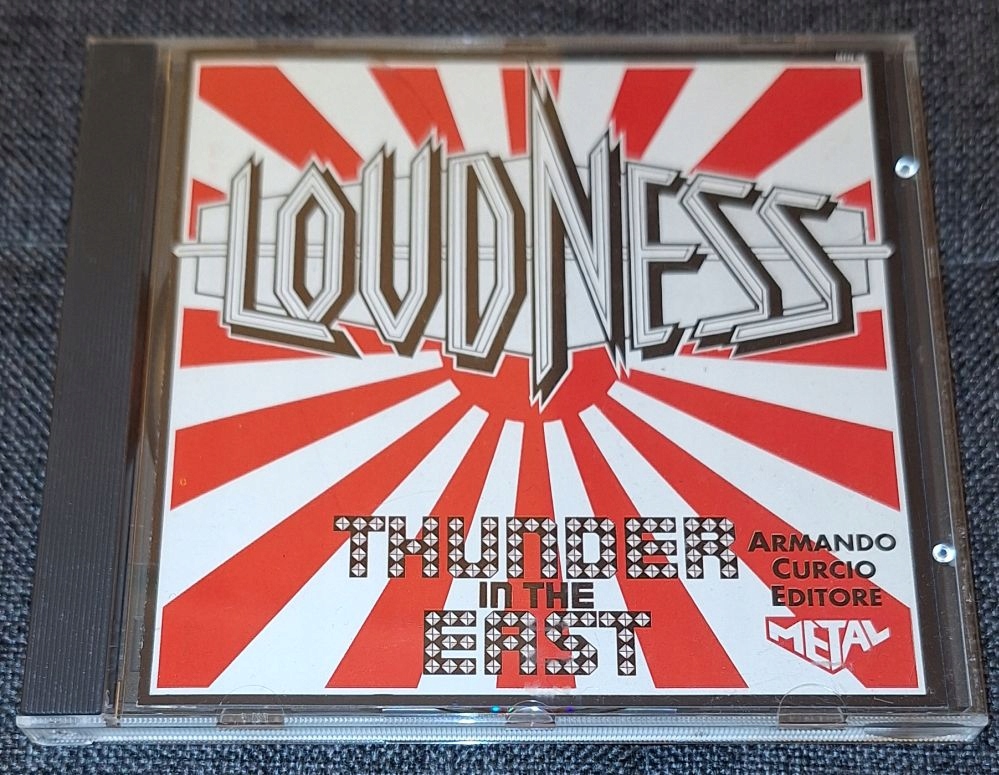 LOUDNESS
THUNDER
IN THE
EAST
ARMANDO
CURCIO
EDITORE
METAL